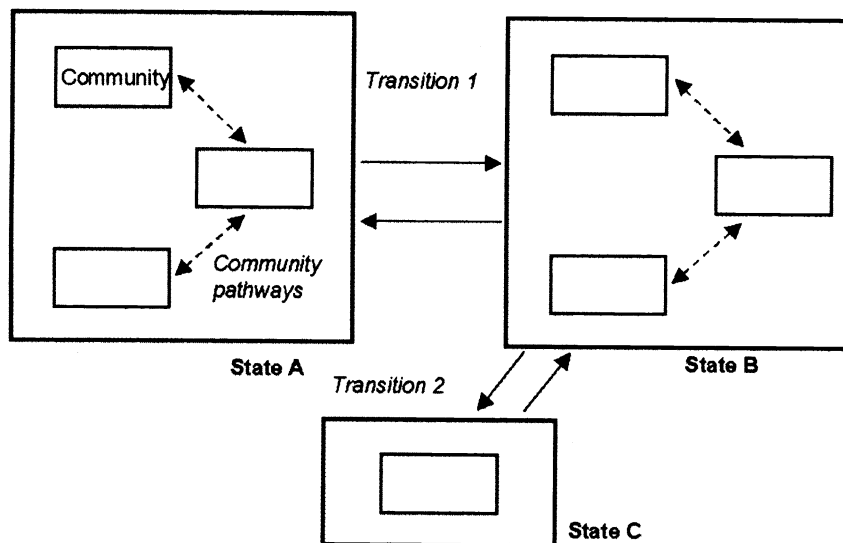 Community
Transition 1
Community
pathways
State A
State B
Transition 2
State C